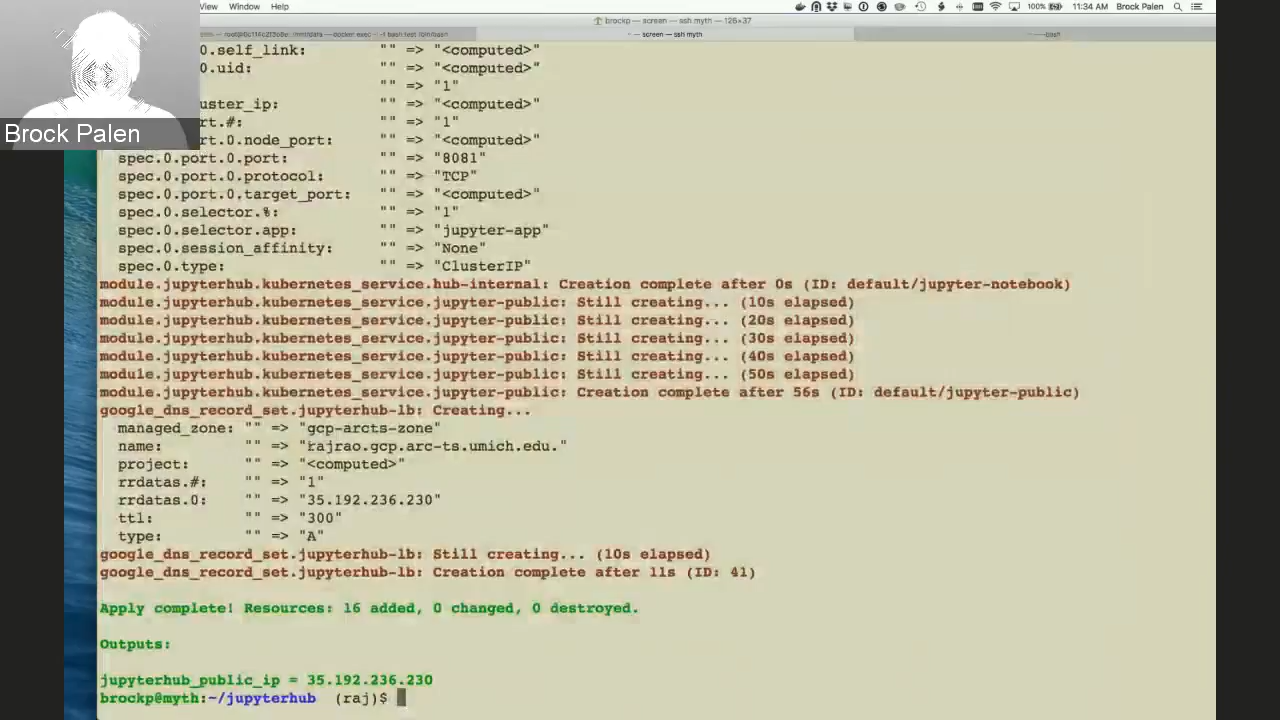 View Window Help 100% 11:34 AM Brock Palen
brockp — screen — ssh myth — 126×37
- screen — ssh myth
Brock Palen
0.self_link: "" => "<computed>"
0.uid: "" => "<computed>"
"" => "1"
uster_ip: "" => "<computed>"
rt.#: "" => "1"
rt.0.node_port: "" => "<computed>"
spec.0.port.0.port: "" => "8081"
spec.0.port.0.protocol: "" => "TCP"
spec.0.port.0.target_port: "" => "<computed>"
spec.0.selector.%: "" => "1"
spec.0.selector.app: "" => "jupyter-app"
spec.0.session_affinity: "" => "None"
spec.0.type: "" => "ClusterIP"
module.jupyterhub.kubernetes_service.hub-internal: Creation complete after 0s (ID: default/jupyter-notebook)
module.jupyterhub.kubernetes_service.jupyter-public: Still creating... (10s elapsed)
module.jupyterhub.kubernetes_service.jupyter-public: Still creating... (20s elapsed)
module.jupyterhub.kubernetes_service.jupyter-public: Still creating... (30s elapsed)
module.jupyterhub.kubernetes_service.jupyter-public: Still creating... (40s elapsed)
module.jupyterhub.kubernetes_service.jupyter-public: Still creating... (50s elapsed)
module.jupyterhub.kubernetes_service.jupyter-public: Creation complete after 56s (ID: default/jupyter-public)
google_dns_record_set.jupyterhub-lb: Creating...
managed_zone: "" => "gcp-arcts-zone"
name: "" => "rajrao.gcp.arc-ts.umich.edu."
project: "" => "<computed>"
rrdatas.#: "" => "1"
rrdatas.0: "" => "35.192.236.230"
ttl: "" => "300"
type: "" => "A"
google_dns_record_set.jupyterhub-lb: Still creating... (10s elapsed)
google_dns_record_set.jupyterhub-lb: Creation complete after 11s (ID: 41)
Apply complete! Resources: 16 added, 0 changed, 0 destroyed.
Outputs:
jupyterhub_public_ip = 35.192.236.230
brockp@myth:~/jupyterhub (raj)$